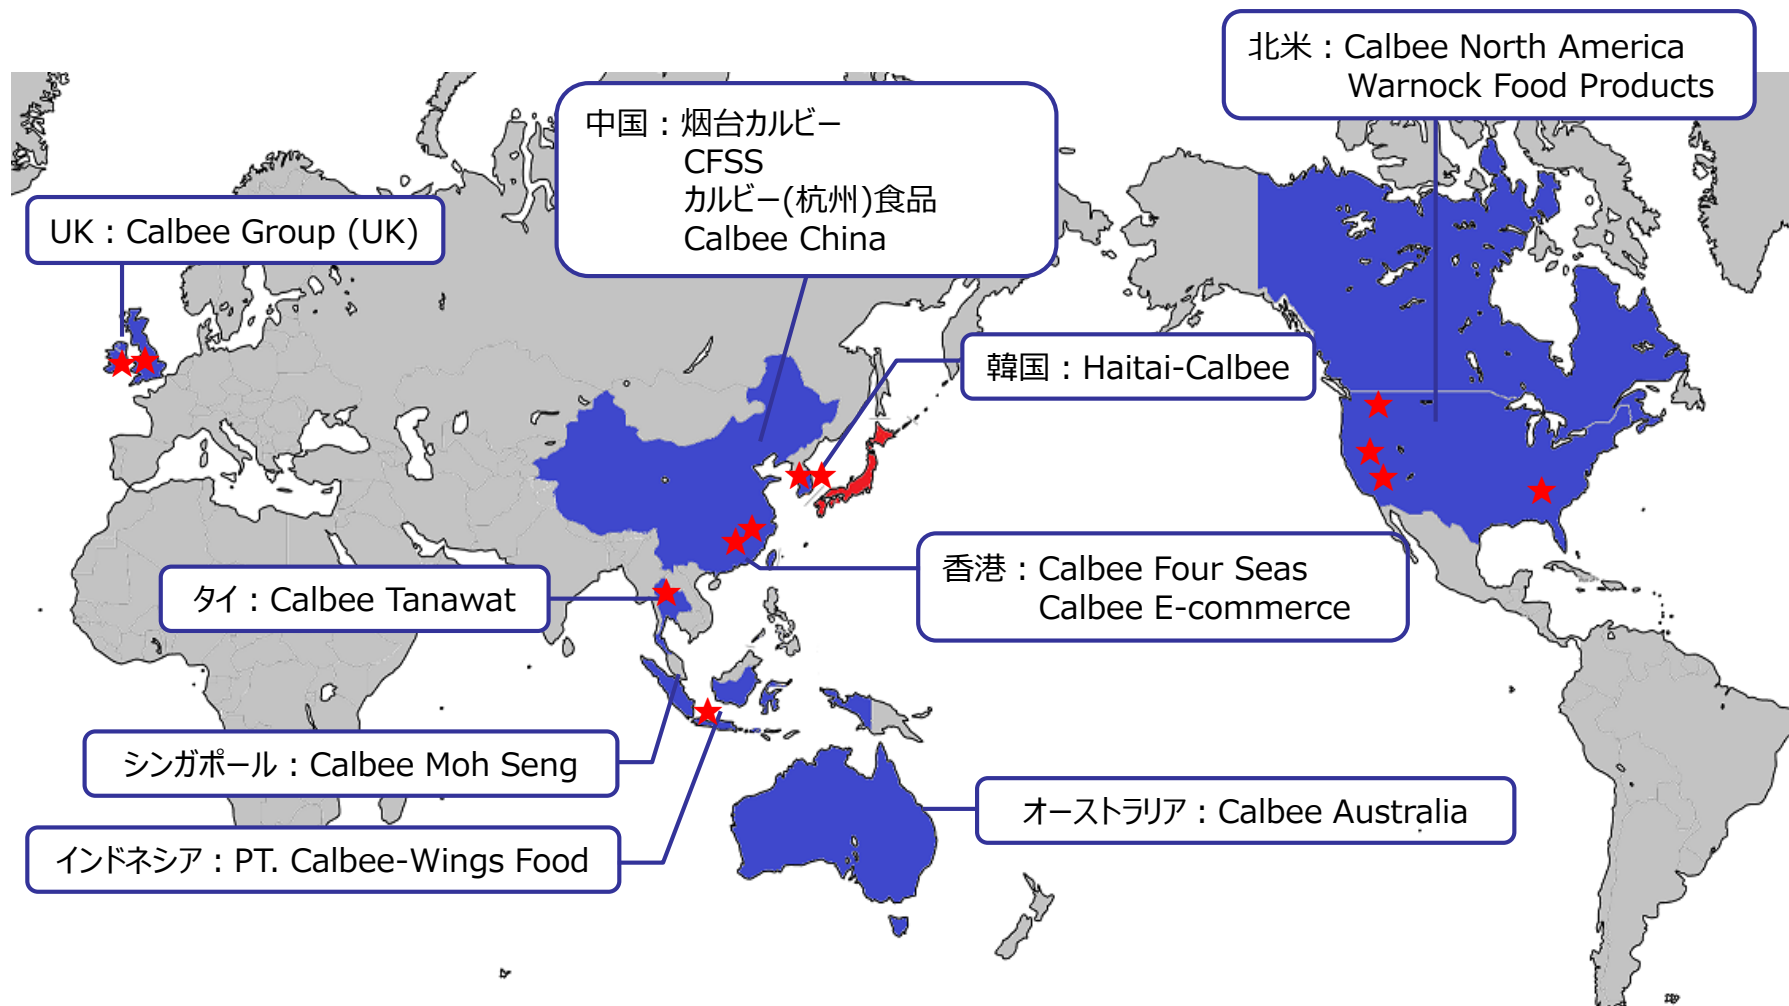 北米：Calbee North America
Warnock Food Products
中国：烟台カルビー
CFSS
カルビー(杭州)食品
Calbee China
UK：Calbee Group (UK)
韓国：Haitai-Calbee
香港：Calbee Four Seas
Calbee E-commerce
タイ：Calbee Tanawat
シンガポール：Calbee Moh Seng
オーストラリア：Calbee Australia
インドネシア：PT. Calbee-Wings Food